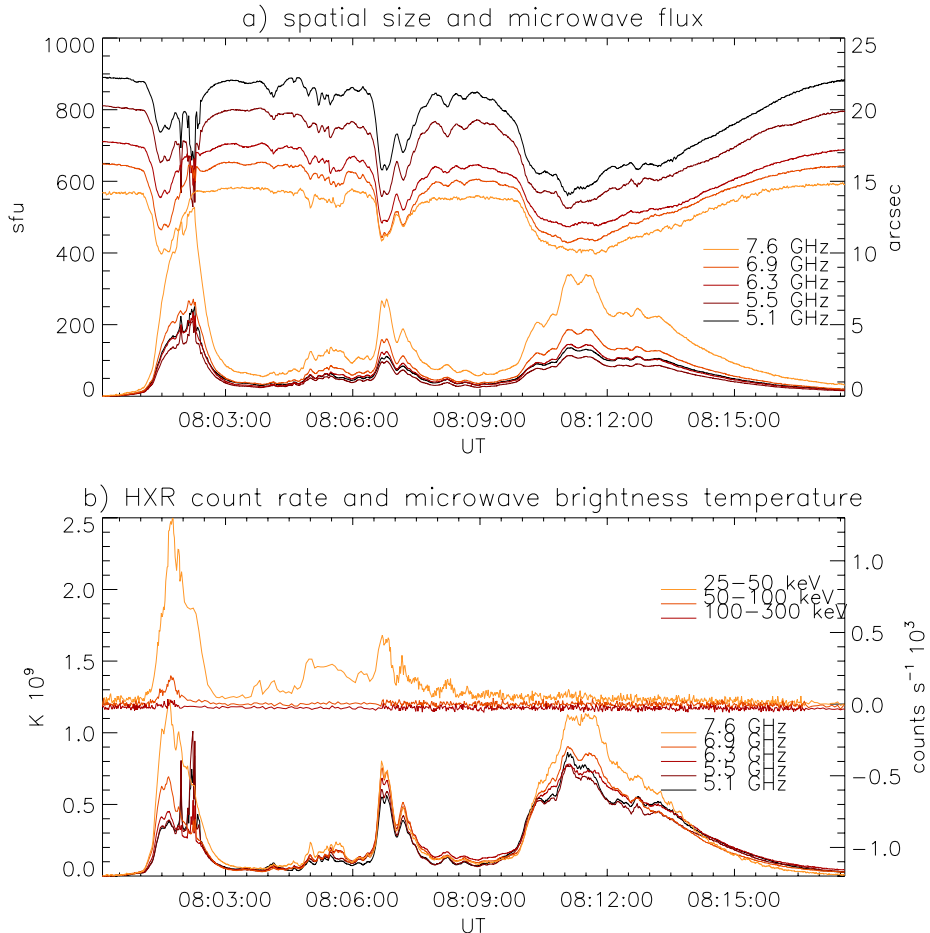 a) spatial size and microwave flux
1000
800
600
400
200
0
sfu
25
20
15
10
5
0
arcsec
7.6 GHz
6.9 GHz
6.3 GHz
5.5 GHz
5.1 GHz
08:03:00 08:06:00 08:09:00 08:12:00 08:15:00
UT
b) HXR count rate and microwave brightness temperature
2.5
2.0
1.5
1.0
0.5
0.0
K 10⁹
1.0
0.5
0.0
−0.5
−1.0
counts s⁻¹ 10³
25−50 keV
50−100 keV
100−300 keV
7.6 GHz
6.9 GHz
6.3 GHz
5.5 GHz
5.1 GHz
08:03:00 08:06:00 08:09:00 08:12:00 08:15:00
UT